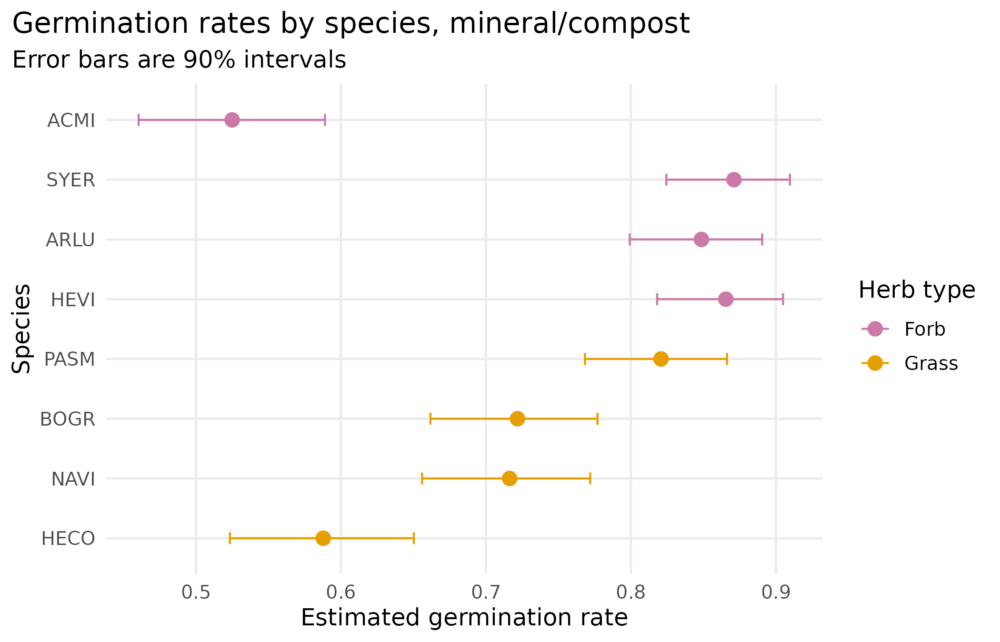 Germination rates by species, mineral/compost
Error bars are 90% intervals
Species
ACMI
SYER
ARLU
HEVI
PASM
BOGR
NAVI
HECO
0.5 0.6 0.7 0.8 0.9
Estimated germination rate
Herb type
Forb
Grass